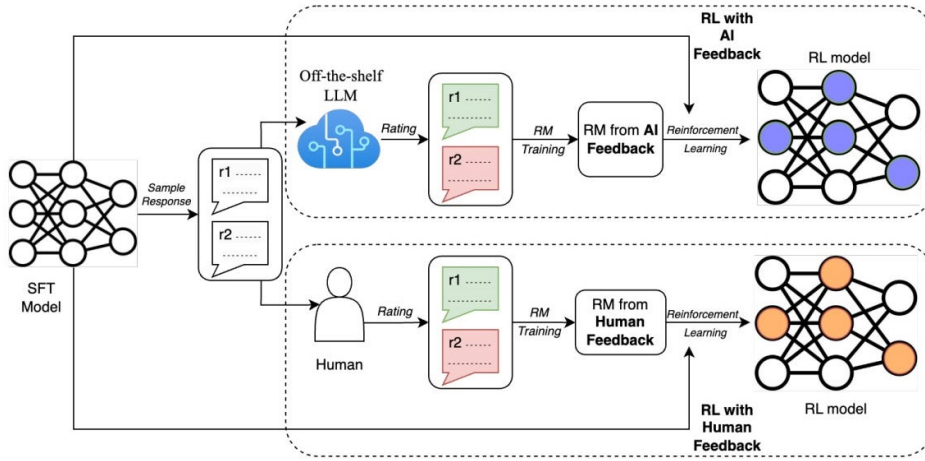 RL with
AI
Feedback
RL model
Off-the-shelf
LLM
r1 ......
.........
r2 ......
.........
Rating
RM
Training
RM from AI
Feedback
Reinforcement
Learning
Sample
Response
r1 ......
.........
r2 ......
.........
SFT
Model
Human
Rating
r1 ......
.........
r2 ......
.........
RM
Training
RM from
Human
Feedback
Reinforcement
Learning
RL model
RL with
Human
Feedback